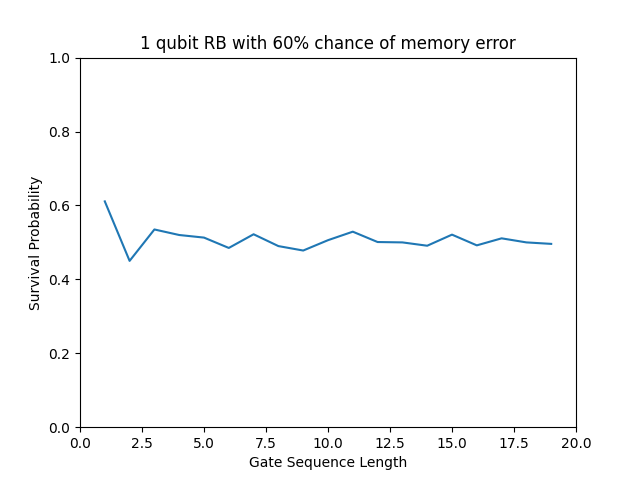 1 qubit RB with 60% chance of memory error
1.0
0.8
0.6
0.4
0.2
0.0
Survival Probability
0.0 2.5 5.0 7.5 10.0 12.5 15.0 17.5 20.0
Gate Sequence Length